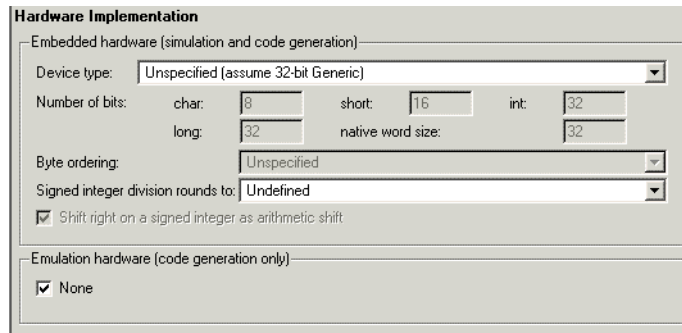 Hardware Implementation
Embedded hardware (simulation and code generation)
Device type: Unspecified (assume 32-bit Generic)
Number of bits: char: 8 short: 16 int: 32
long: 32 native word size: 32
Byte ordering: Unspecified
Signed integer division rounds to: Undefined
Shift right on a signed integer as arithmetic shift
Emulation hardware (code generation only)
None